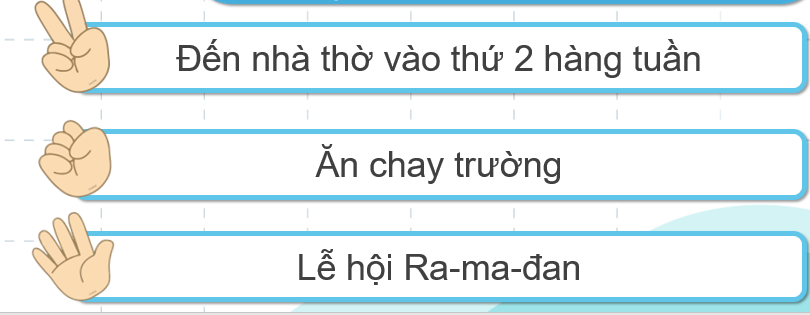 Đến nhà thờ vào thứ 2 hàng tuần
Ăn chay trường
Lễ hội Ra-ma-đan